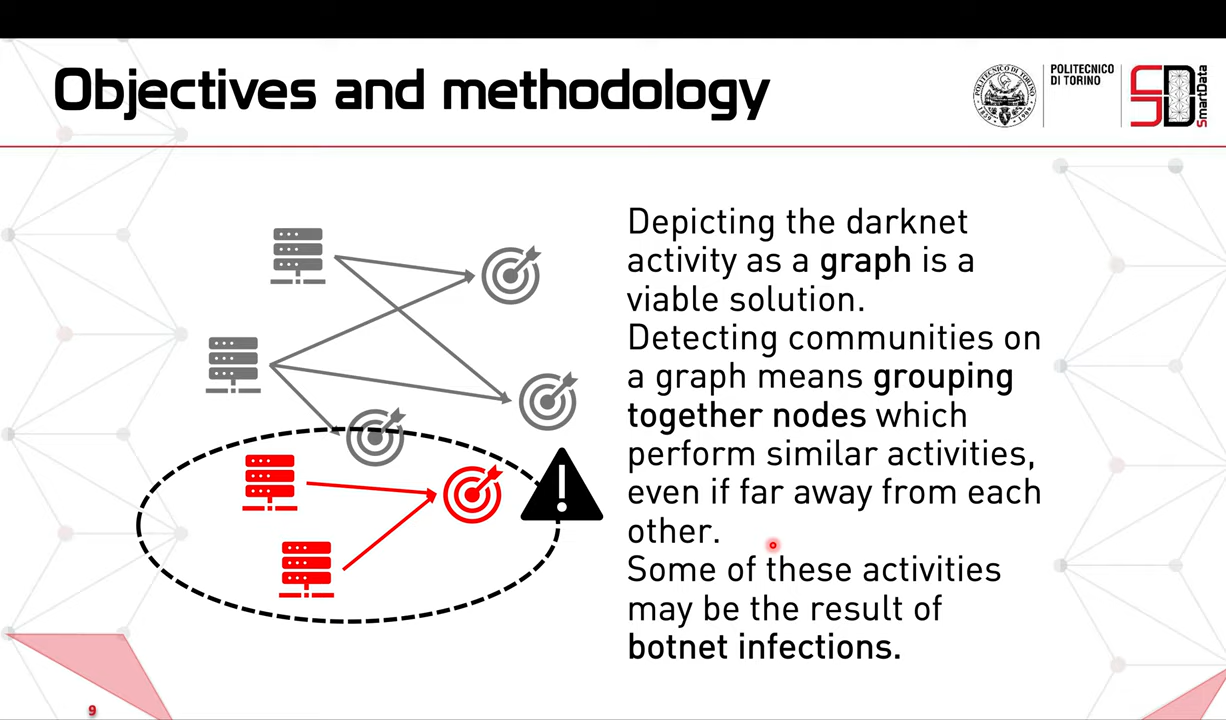 Objectives and methodology
POLITECNICO
DI TORINO
SmartData
Depicting the darknet
activity as a graph is a
viable solution.
Detecting communities on
a graph means grouping
together nodes which
perform similar activities,
even if far away from each
other.
Some of these activities
may be the result of
botnet infections.
9